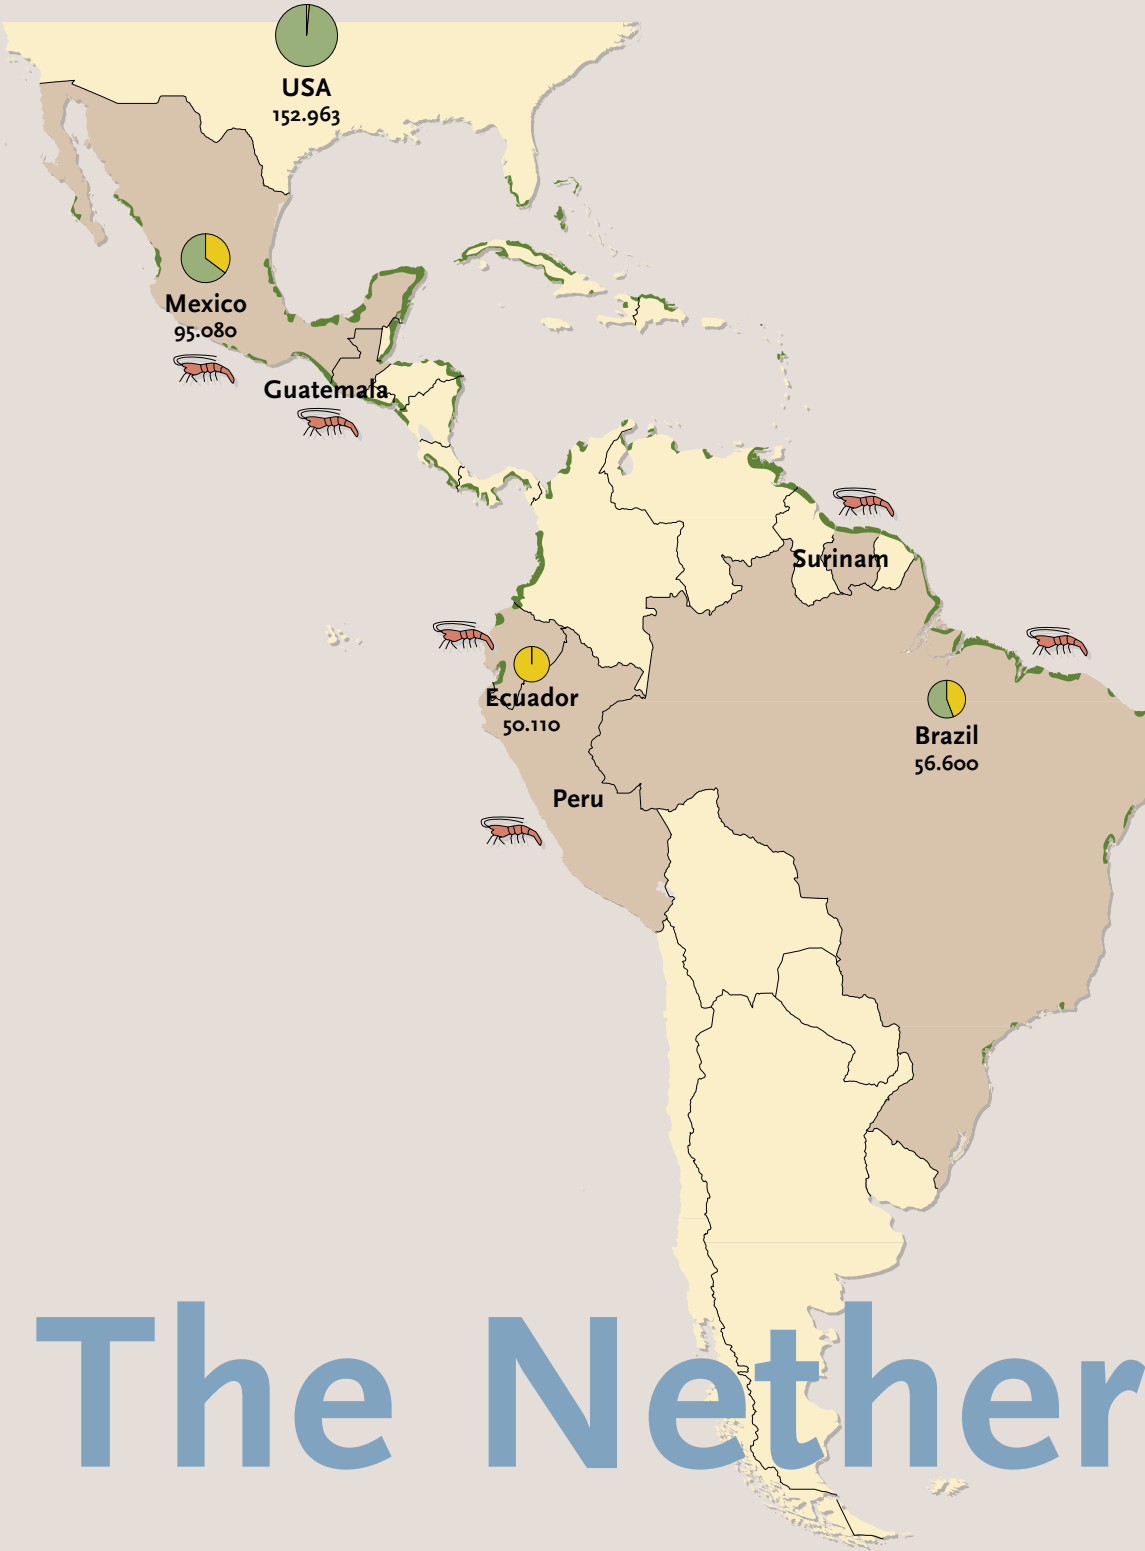 USA
152.963
Mexico
95.080
Guatemala
Surinam
Ecuador
50.110
Brazil
56.600
Peru
The Nether